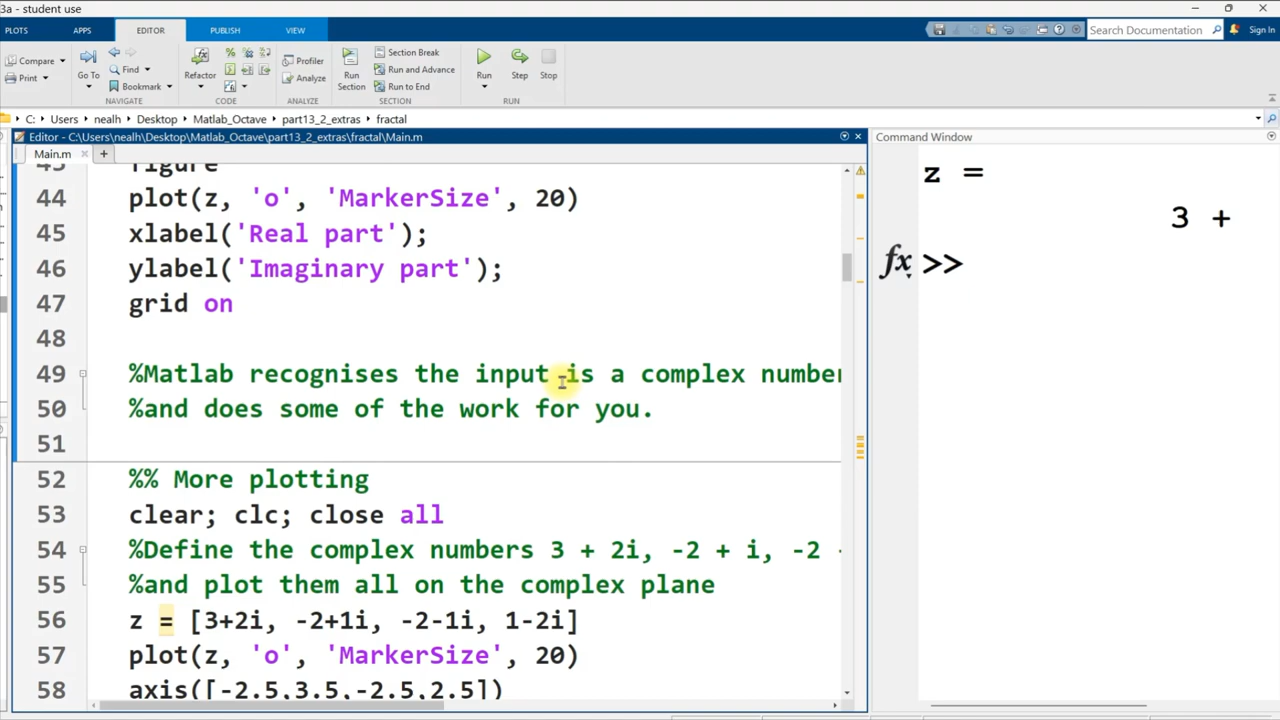 3a - student use
PLOTS APPS EDITOR PUBLISH VIEW
Search Documentation Sign In
Compare Go To Find Refactor Profiler Run Section Section Break Run and Advance Run Step Stop
Print Bookmark Analyze Run to End
NAVIGATE CODE ANALYZE SECTION RUN
C: Users nealh Desktop Matlab_Octave part13_2_extras fractal
Editor - C:\Users\nealh\Desktop\Matlab_Octave\part13_2_extras\fractal\Main.m
Main.m +
figure
44 plot(z, 'o', 'MarkerSize', 20)
45 xlabel('Real part');
46 ylabel('Imaginary part');
47 grid on
48
49 %Matlab recognises the input is a complex number
50 %and does some of the work for you.
51
52 %% More plotting
53 clear; clc; close all
54 %Define the complex numbers 3 + 2i, -2 + i, -2 -
55 %and plot them all on the complex plane
56 z = [3+2i, -2+1i, -2-1i, 1-2i]
57 plot(z, 'o', 'MarkerSize', 20)
58 axis([-2.5,3.5,-2.5,2.5])
Command Window
z =
3 +
fx >>